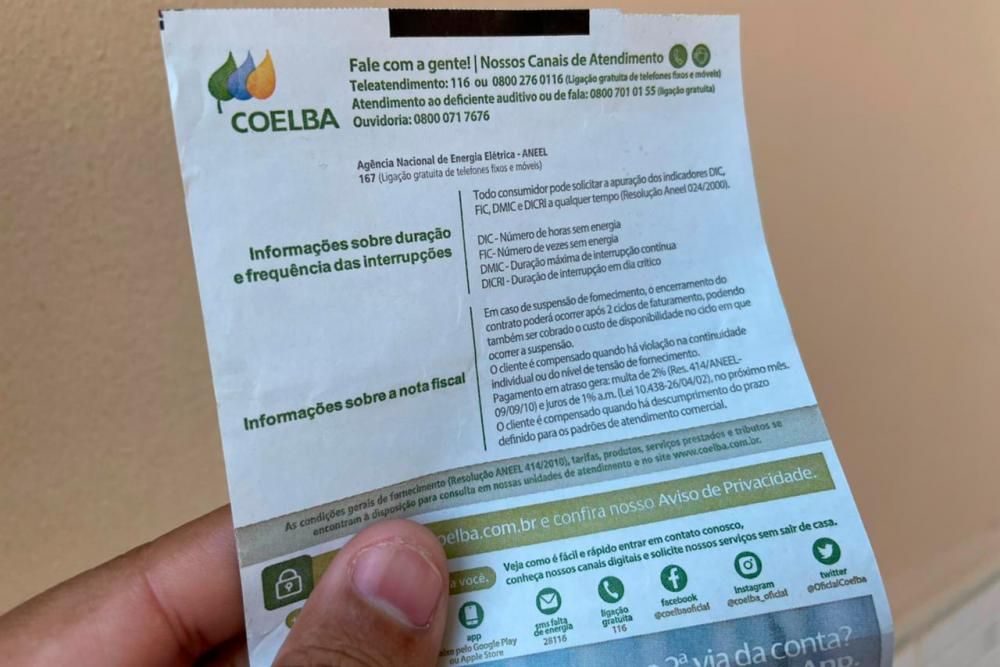 COELBA
Fale com a gente! | Nossos Canais de Atendimento
Teleatendimento: 116 ou 0800 276 0116 (Ligação gratuita de telefones fixos e móveis)
Atendimento ao deficiente auditivo ou de fala: 0800 701 01 55 (ligação gratuita)
Ouvidoria: 0800 071 7676
Agência Nacional de Energia Elétrica - ANEEL
167 (Ligação gratuita de telefones fixos e móveis)
Informações sobre duração
e frequência das interrupções
Todo consumidor pode solicitar a apuração dos indicadores DIC,
FIC, DMIC e DICRI a qualquer tempo (Resolução Aneel 024/2000).
DIC - Número de horas sem energia
FIC- Número de vezes sem energia
DMIC - Duração máxima de interrupção contínua
DICRI - Duração de interrupção em dia crítico
Informações sobre a nota fiscal
Em caso de suspensão de fornecimento, o encerramento do
contrato poderá ocorrer após 2 ciclos de faturamento, podendo
também ser cobrado o custo de disponibilidade no ciclo em que
ocorrer a suspensão.
O cliente é compensado quando há violação na continuidade
individual ou do nível de tensão de fornecimento.
Pagamento em atraso gera: multa de 2% (Res. 414/ANEEL-
09/09/10) e juros de 1% a.m. (Lei 10.438-26/04/02), no próximo mês.
O cliente é compensado quando há descumprimento do prazo
definido para os padrões de atendimento comercial.
As condições gerais de fornecimento (Resolução ANEEL 414/2010), tarifas, produtos, serviços prestados e tributos se
encontram à disposição para consulta em nossas unidades de atendimento e no site www.coelba.com.br.
oelba.com.br e confira nosso Aviso de Privacidade.
a você.
Veja como é fácil e rápido entrar em contato conosco,
conheça nossos canais digitais e solicite nossos serviços sem sair de casa.
app
pelo Google Play
ou Apple Store
sms falta
de energia
28116
ligação
gratuita
116
facebook
@coelbaoficial
Instagram
@coelba_oficial
twitter
@OficialCoelba
2ª via da conta?
APP